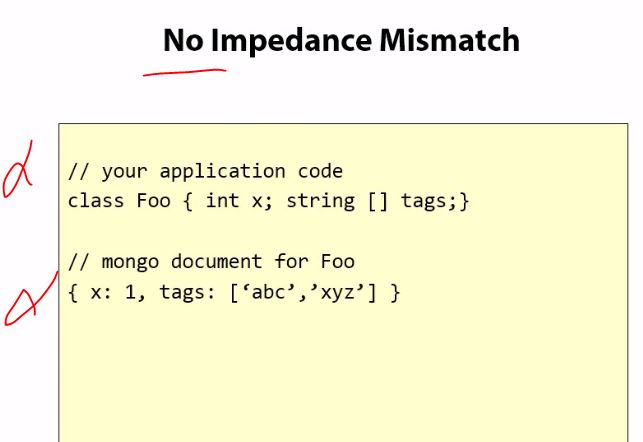 No Impedance Mismatch
// your application code
class Foo { int x; string [] tags;}
// mongo document for Foo
{ x: 1, tags: [‘abc’,’xyz’] }